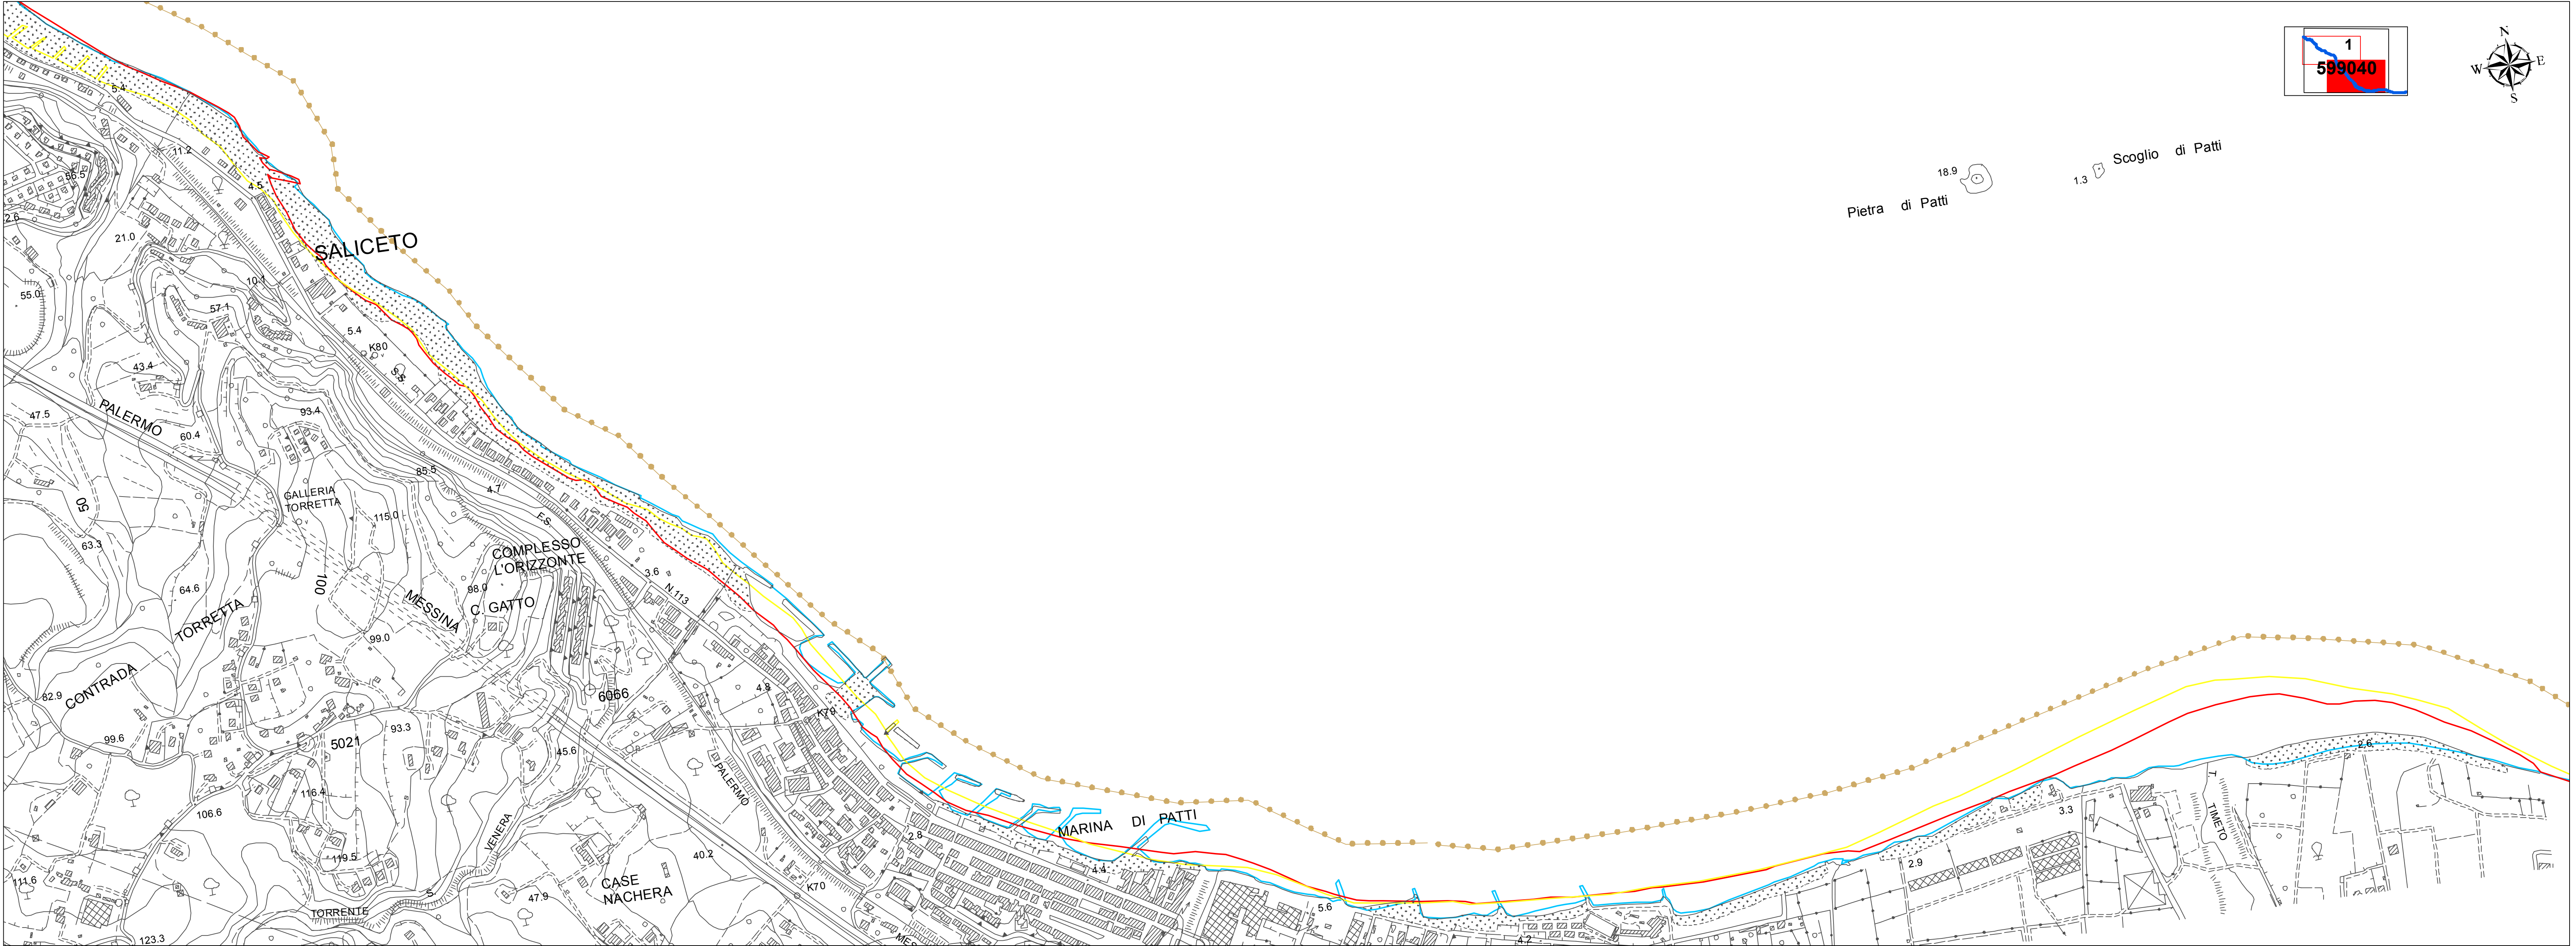 1
599040
N
W
E
S
18.9
Pietra di Patti
1.3
Scoglio di Patti
5.4
11.2
56.5
4.5
2.6
21.0
SALICETO
55.0
10.1
57.1
5.4
K80
S.S.
43.4
47.5
PALERMO
93.4
60.4
85.5
4.7
50
GALLERIA
TORRETTA
115.0
E.S.
63.3
COMPLESSO
L'ORIZZONTE
3.6
N.113
64.6
100
98.0
C. GATTO
MESSINA
TORRETTA
99.0
CONTRADA
82.9
6066
4.8
K79
99.6
5021
93.3
45.6
PALERMO
116.4
106.6
VENERA
2.8
MARINA DI PATTI
119.5
40.2
4.4
111.6
S.
CASE
NACHERA
K70
47.9
TORRENTE
123.3
5.6
4.2
2.9
3.3
T.
TIMETO
2.6